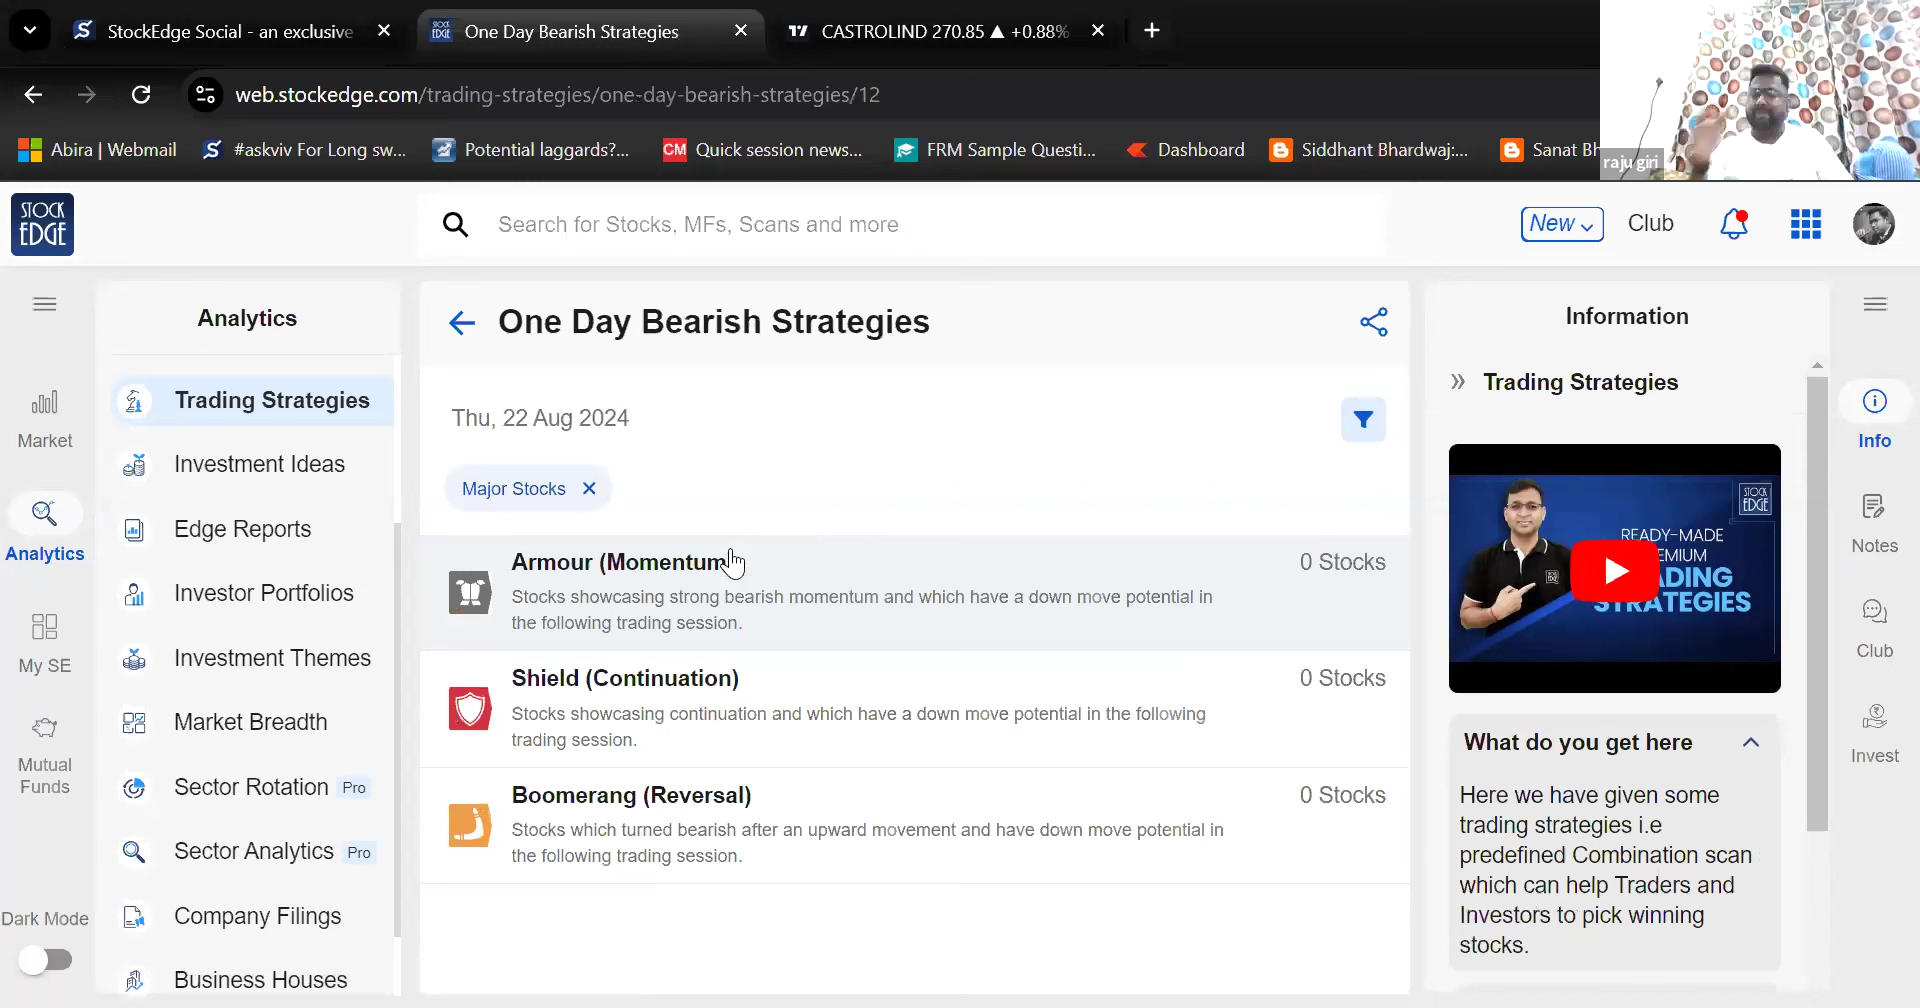 StockEdge Social - an exclusive
One Day Bearish Strategies
CASTROLIND 270.85 ▲ +0.88%
web.stockedge.com/trading-strategies/one-day-bearish-strategies/12
Abira | Webmail
#askviv For Long sw...
Potential laggards?...
CM Quick session news...
FRM Sample Questi...
Dashboard
Siddhant Bhardwaj:...
Sanat Bh
raju giri
STOCK
EDGE
Search for Stocks, MFs, Scans and more
New
Club
Market
Analytics
My SE
Mutual
Funds
Dark Mode
Analytics
Trading Strategies
Investment Ideas
Edge Reports
Investor Portfolios
Investment Themes
Market Breadth
Sector Rotation Pro
Sector Analytics Pro
Company Filings
Business Houses
One Day Bearish Strategies
Thu, 22 Aug 2024
Major Stocks ✕
Armour (Momentum
0 Stocks
Stocks showcasing strong bearish momentum and which have a down move potential in
the following trading session.
Shield (Continuation)
0 Stocks
Stocks showcasing continuation and which have a down move potential in the following
trading session.
Boomerang (Reversal)
0 Stocks
Stocks which turned bearish after an upward movement and have down move potential in
the following trading session.
Information
Trading Strategies
STOCK
EDGE
READY-MADE
STRATEGIES
What do you get here
Here we have given some
trading strategies i.e
predefined Combination scan
which can help Traders and
Investors to pick winning
stocks.
Info
Notes
Club
Invest